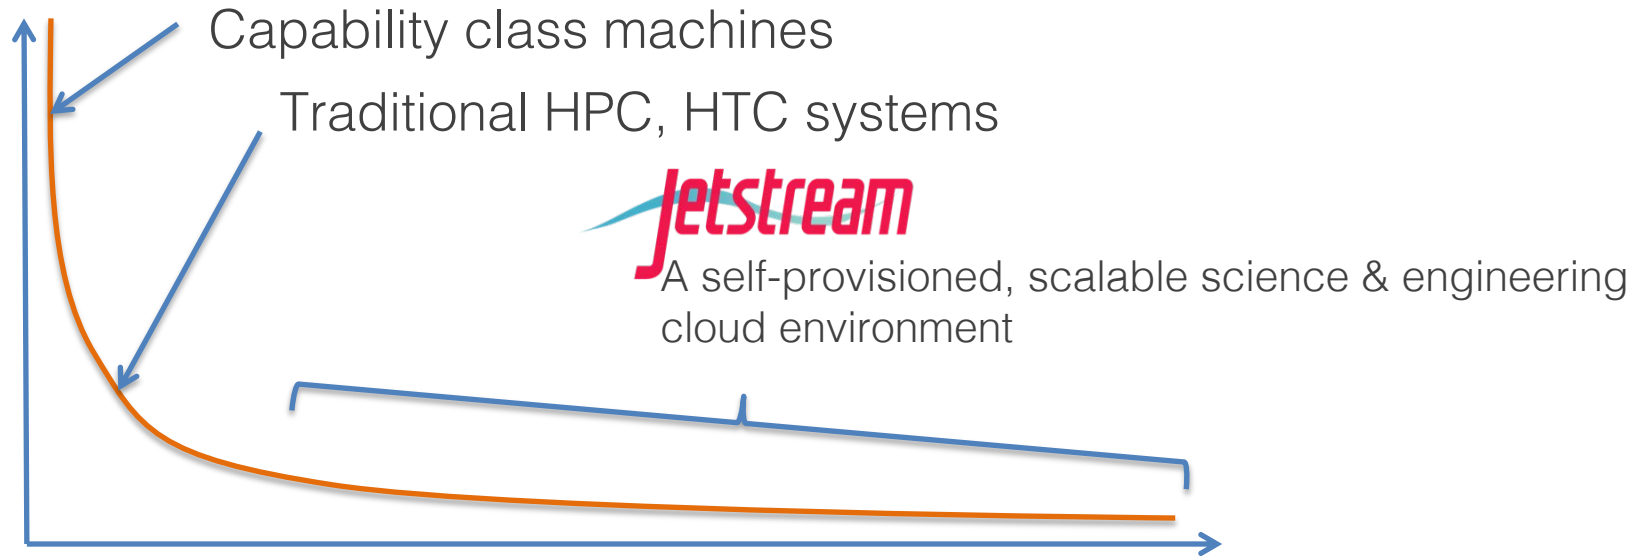 Capability class machines
Traditional HPC, HTC systems
Jetstream
A self-provisioned, scalable science & engineering
cloud environment